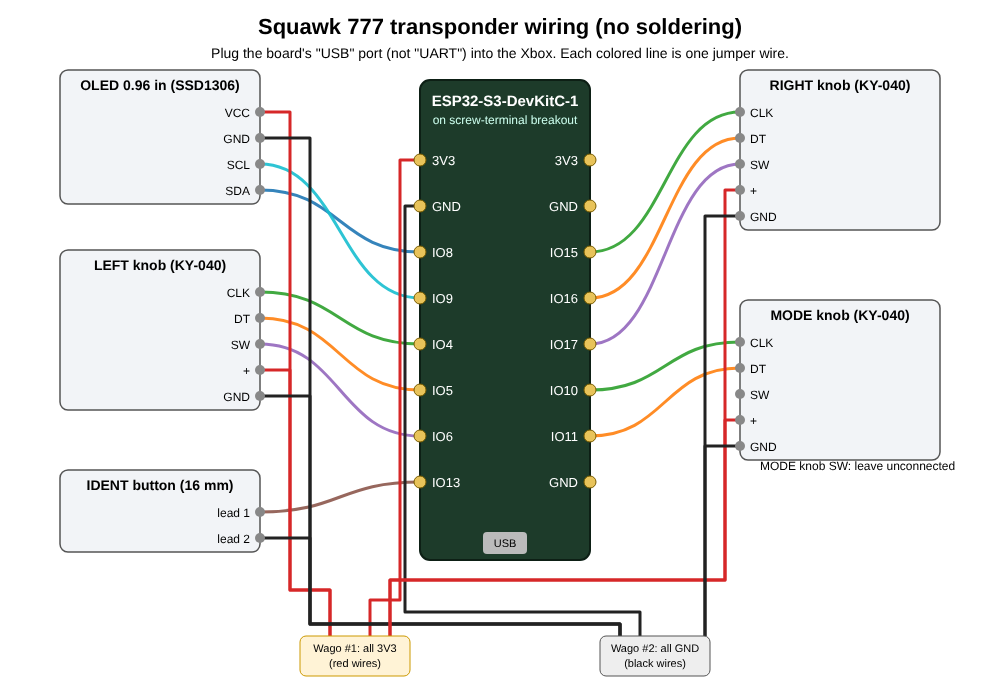 Squawk 777 transponder wiring (no soldering)
Plug the board's "USB" port (not "UART") into the Xbox. Each colored line is one jumper wire.
OLED 0.96 in (SSD1306)
VCC
GND
SCL
SDA
LEFT knob (KY-040)
CLK
DT
SW
+
GND
IDENT button (16 mm)
lead 1
lead 2
ESP32-S3-DevKitC-1
on screw-terminal breakout
3V3
GND
IO8
IO9
IO4
IO5
IO6
IO13
3V3
GND
IO15
IO16
IO17
IO10
IO11
GND
USB
RIGHT knob (KY-040)
CLK
DT
SW
+
GND
MODE knob (KY-040)
CLK
DT
SW
+
GND
MODE knob SW: leave unconnected
Wago #1: all 3V3
(red wires)
Wago #2: all GND
(black wires)